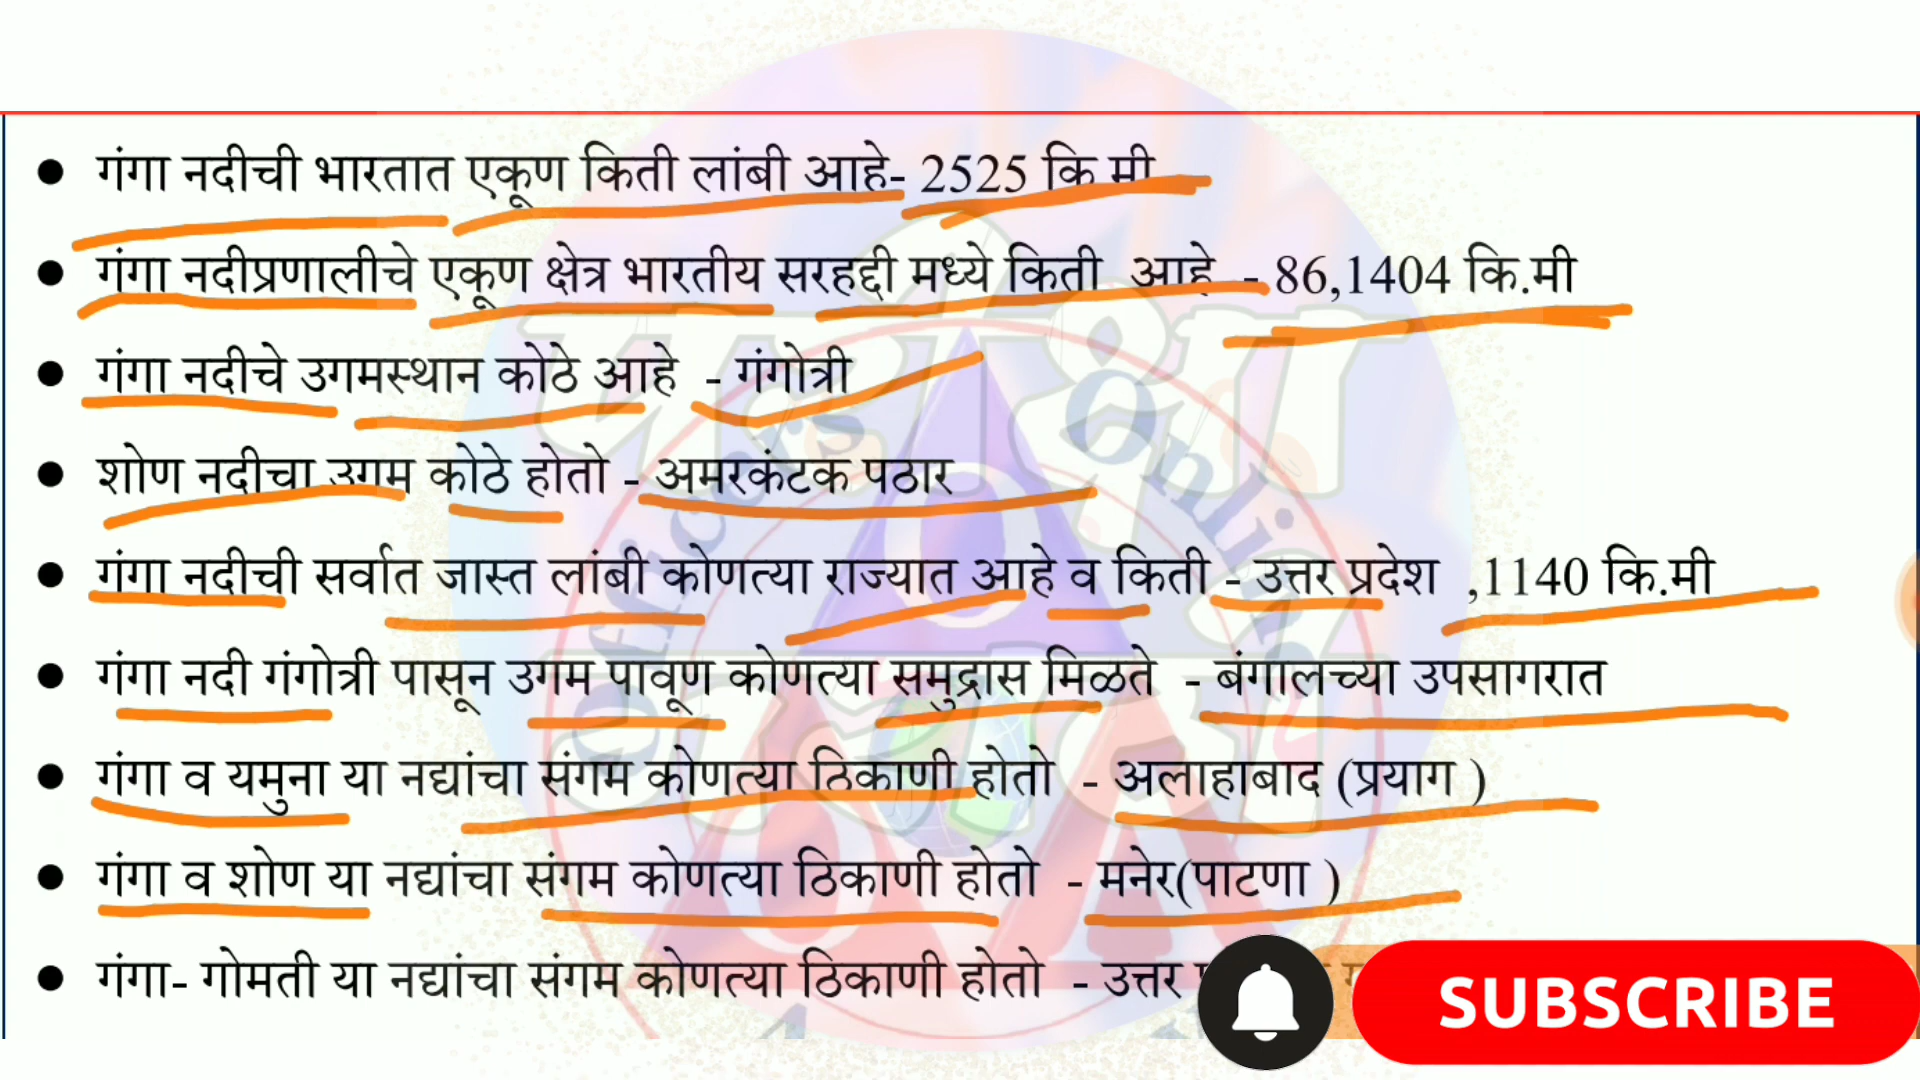 ● गंगा नदीची भारतात एकूण किती लांबी आहे- 2525 कि मी
● गंगा नदीप्रणालीचे एकूण क्षेत्र भारतीय सरहद्दी मध्ये किती आहे - 86,1404 कि.मी
● गंगा नदीचे उगमस्थान कोठे आहे - गंगोत्री
● शोण नदीचा उगम कोठे होतो - अमरकंटक पठार
● गंगा नदीची सर्वात जास्त लांबी कोणत्या राज्यात आहे व किती - उत्तर प्रदेश ,1140 कि.मी
● गंगा नदी गंगोत्री पासून उगम पावूण कोणत्या समुद्रास मिळते - बंगालच्या उपसागरात
● गंगा व यमुना या नद्यांचा संगम कोणत्या ठिकाणी होतो - अलाहाबाद (प्रयाग )
● गंगा व शोण या नद्यांचा संगम कोणत्या ठिकाणी होतो - मनेर(पाटणा )
● गंगा- गोमती या नद्यांचा संगम कोणत्या ठिकाणी होतो - उत्तर
SUBSCRIBE
Officers Online